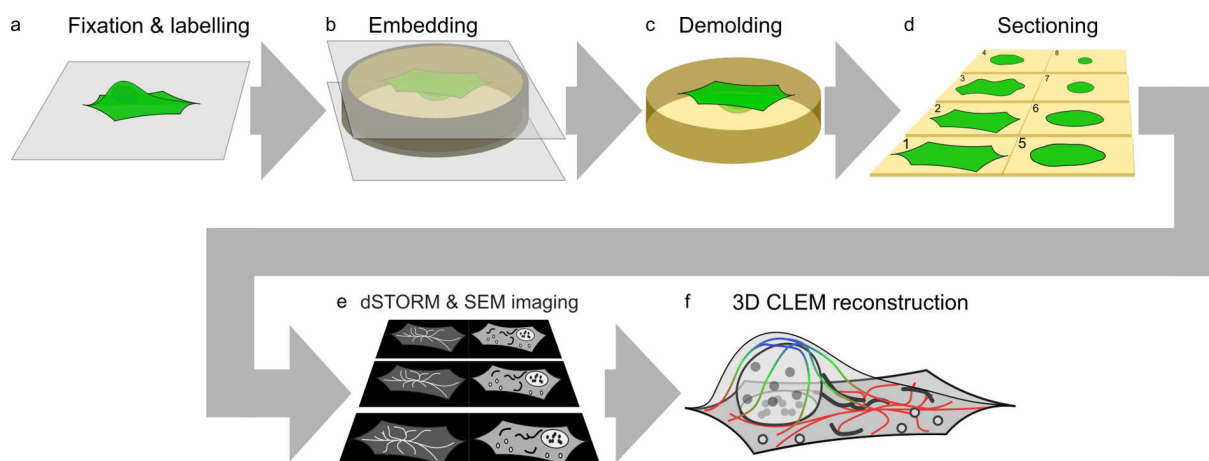 a Fixation & labelling
b Embedding
c Demolding
d Sectioning
4 8
3 7
2 6
1 5
e dSTORM & SEM imaging
f 3D CLEM reconstruction